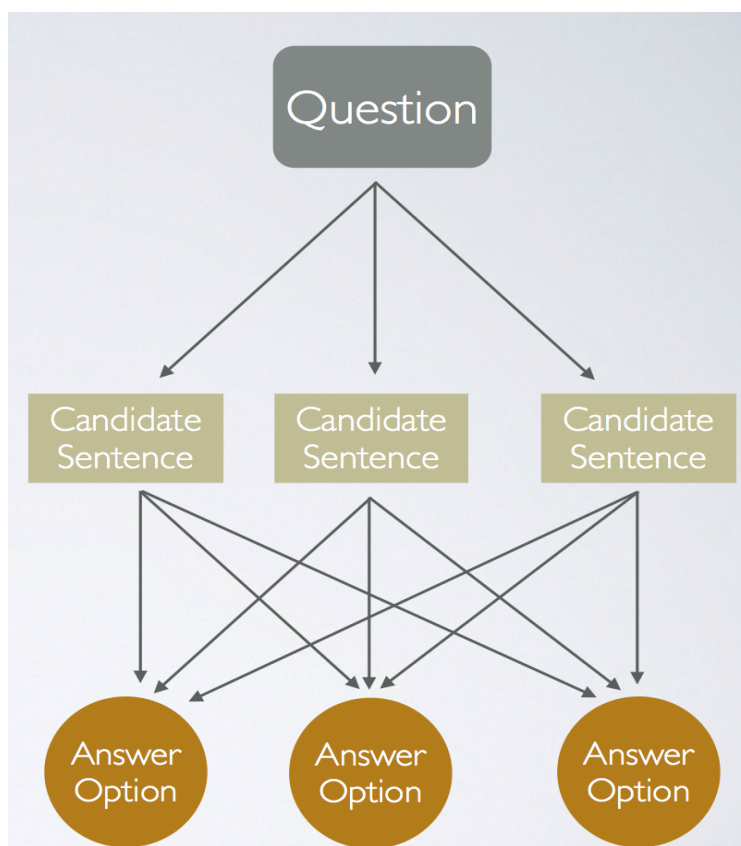 Question
Candidate
Sentence
Candidate
Sentence
Candidate
Sentence
Answer
Option
Answer
Option
Answer
Option